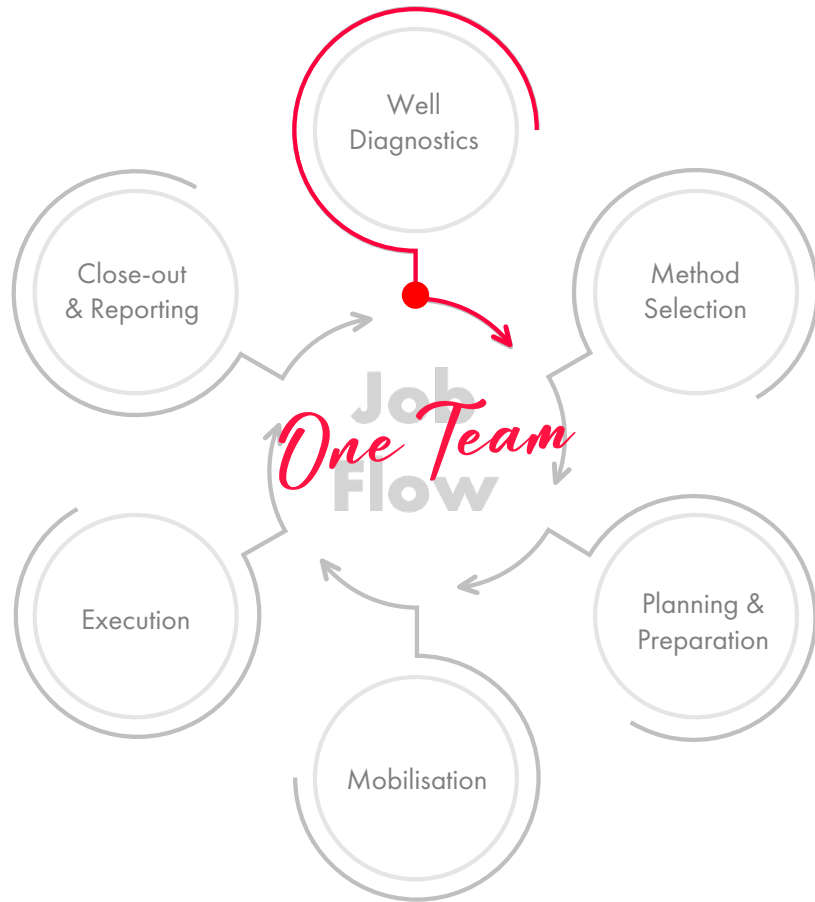 Well
Diagnostics
Method
Selection
Planning &
Preparation
Mobilisation
Execution
Close-out
& Reporting
Job
One Team
Flow